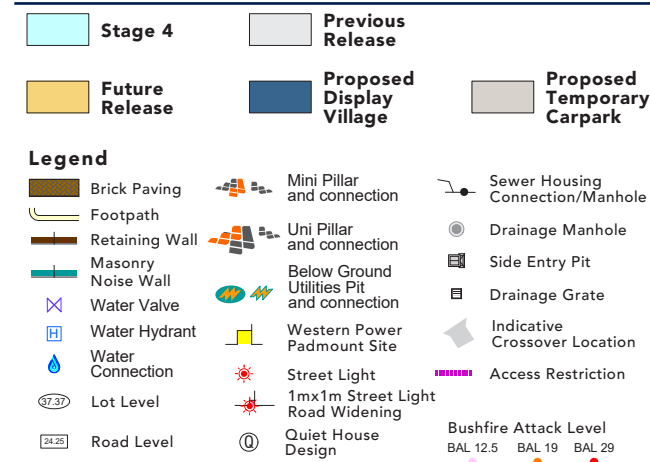 Stage 4
Previous
Release
Future
Release
Proposed
Display
Village
Proposed
Temporary
Carpark
Legend
Brick Paving
Footpath
Retaining Wall
Masonry
Noise Wall
Water Valve
H
Water Hydrant
Water
Connection
37.37
Lot Level
24.25
Road Level
Mini Pillar
and connection
Uni Pillar
and connection
Below Ground
Utilities Pit
and connection
Western Power
Padmount Site
Street Light
1mx1m Street Light
Road Widening
Q
Quiet House
Design
Sewer Housing
Connection/Manhole
Drainage Manhole
Side Entry Pit
Drainage Grate
Indicative
Crossover Location
Access Restriction
Bushfire Attack Level
BAL 12.5 BAL 19 BAL 29